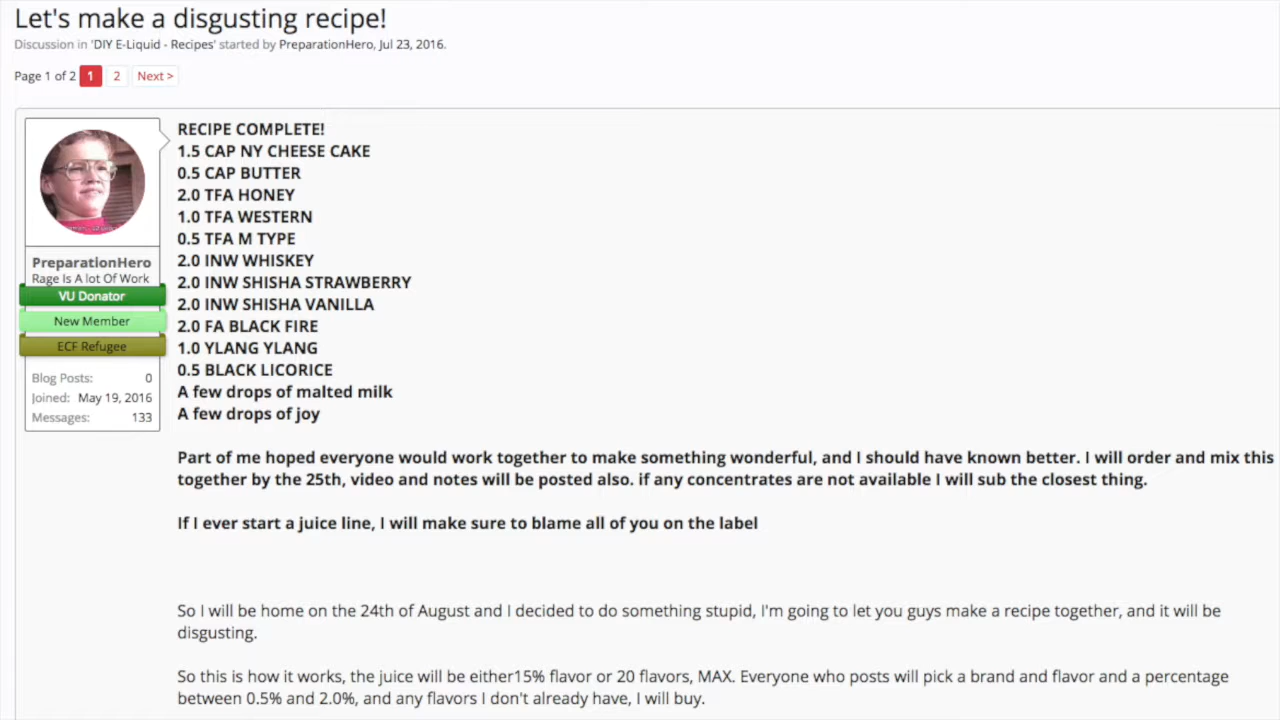 Let's make a disgusting recipe!
Discussion in 'DIY E-Liquid - Recipes' started by PreparationHero, Jul 23, 2016.
Page 1 of 2 1 2 Next >
PreparationHero
Rage Is A lot Of Work
VU Donator
New Member
ECF Refugee
Blog Posts: 0
Joined: May 19, 2016
Messages: 133
RECIPE COMPLETE!
1.5 CAP NY CHEESE CAKE
0.5 CAP BUTTER
2.0 TFA HONEY
1.0 TFA WESTERN
0.5 TFA M TYPE
2.0 INW WHISKEY
2.0 INW SHISHA STRAWBERRY
2.0 INW SHISHA VANILLA
2.0 FA BLACK FIRE
1.0 YLANG YLANG
0.5 BLACK LICORICE
A few drops of malted milk
A few drops of joy
Part of me hoped everyone would work together to make something wonderful, and I should have known better. I will order and mix this
together by the 25th, video and notes will be posted also. if any concentrates are not available I will sub the closest thing.
If I ever start a juice line, I will make sure to blame all of you on the label
So I will be home on the 24th of August and I decided to do something stupid, I'm going to let you guys make a recipe together, and it will be
disgusting.
So this is how it works, the juice will be either15% flavor or 20 flavors, MAX. Everyone who posts will pick a brand and flavor and a percentage
between 0.5% and 2.0%, and any flavors I don't already have, I will buy.